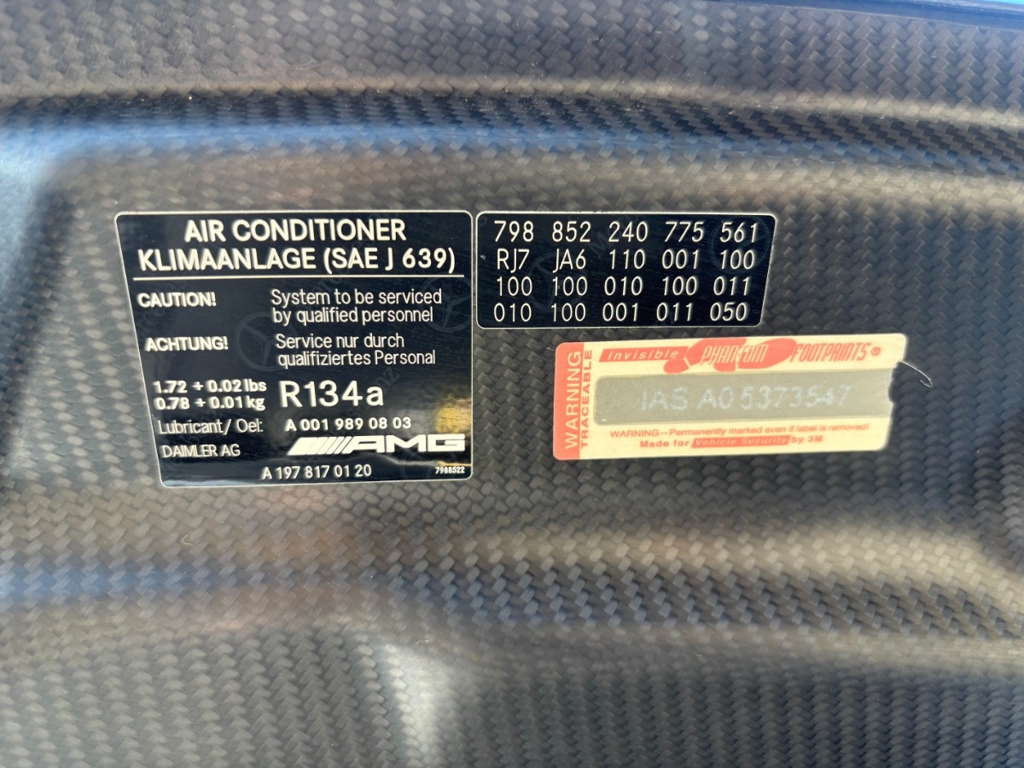 AIR CONDITIONER
KLIMAANLAGE (SAE J 639)
CAUTION!
System to be serviced
by qualified personnel
ACHTUNG!
Service nur durch
qualifiziertes Personal
1.72 + 0.02 lbs
0.78 + 0.01 kg
R134a
Lubricant/ Oel:
A 001 989 08 03
DAIMLER AG
AMG
A 197 817 01 20
7988522
798 852 240 775 561
RJ7 JA6 110 001 100
100 100 010 100 011
010 100 001 011 050
WARNING
TRACEABLE
Invisible PHANTOM FOOTPRINTS®
IAS A0537354
WARNING—Permanently marked even if label is removed!
Made for Vehicle Security by 3M